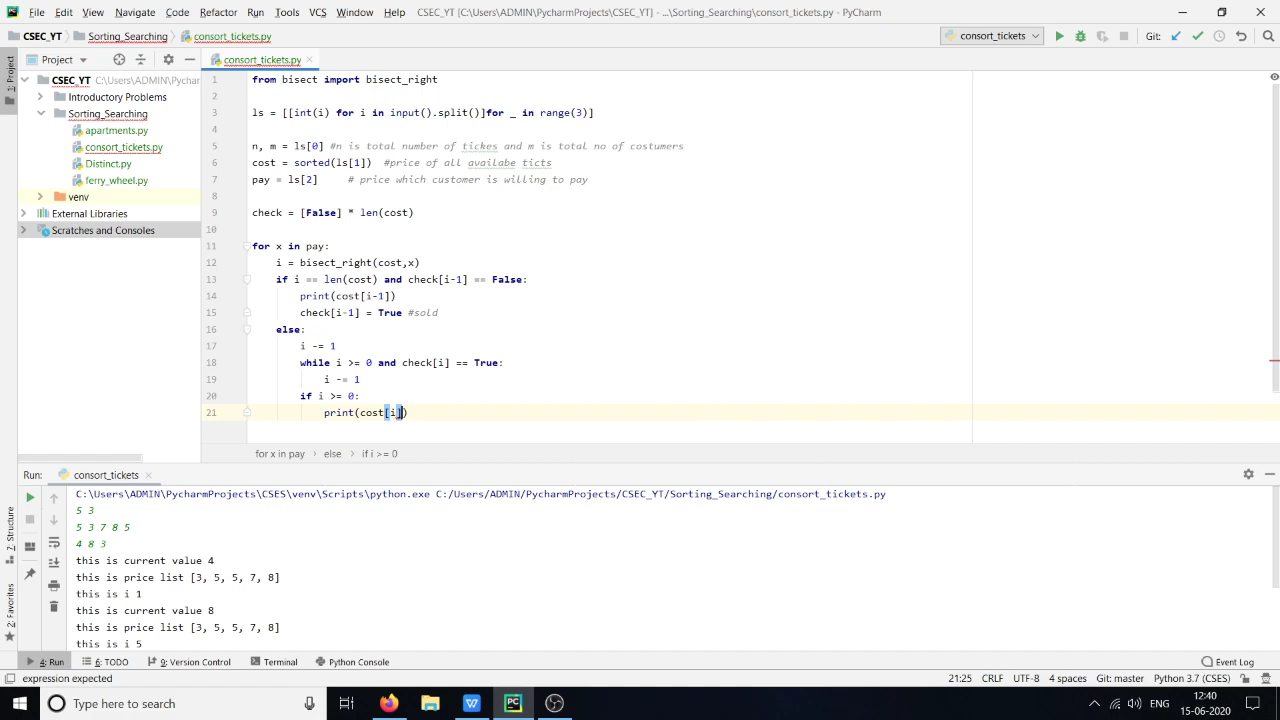 File Edit View Navigate Code Refactor Run Tools VCS Window Help CSEC_YT [C:\Users\ADMIN\PycharmProjects\CSEC_YT] - ...\Sorting_Searching\consort_tickets.py - PyCharm
CSEC_YT Sorting_Searching consort_tickets.py consort_tickets Git:
1: Project
Project consort_tickets.py
CSEC_YT C:\Users\ADMIN\Pychar
Introductory Problems
Sorting_Searching
apartments.py
consort_tickets.py
Distinct.py
ferry_wheel.py
venv
External Libraries
Scratches and Consoles
1 from bisect import bisect_right
2
3 ls = [[int(i) for i in input().split()]for _ in range(3)]
4
5 n, m = ls[0] #n is total number of tickes and m is total no of costumers
6 cost = sorted(ls[1]) #price of all availabe ticts
7 pay = ls[2] # price which customer is willing to pay
8
9 check = [False] * len(cost)
10
11 for x in pay:
12 i = bisect_right(cost,x)
13 if i == len(cost) and check[i-1] == False:
14 print(cost[i-1])
15 check[i-1] = True #sold
16 else:
17 i -= 1
18 while i >= 0 and check[i] == True:
19 i -= 1
20 if i >= 0:
21 print(cost[i])
for x in pay › else › if i >= 0
Run: consort_tickets
C:\Users\ADMIN\PycharmProjects\CSES\venv\Scripts\python.exe C:/Users/ADMIN/PycharmProjects/CSEC_YT/Sorting_Searching/consort_tickets.py
5 3
5 3 7 8 5
4 8 3
this is current value 4
this is price list [3, 5, 5, 7, 8]
this is i 1
this is current value 8
this is price list [3, 5, 5, 7, 8]
this is i 5
7: Structure
2: Favorites
4: Run 6: TODO 9: Version Control Terminal Python Console Event Log
expression expected 21:25 CRLF UTF-8 4 spaces Git: master Python 3.7 (CSES)
Type here to search ENG 12:40
15-06-2020